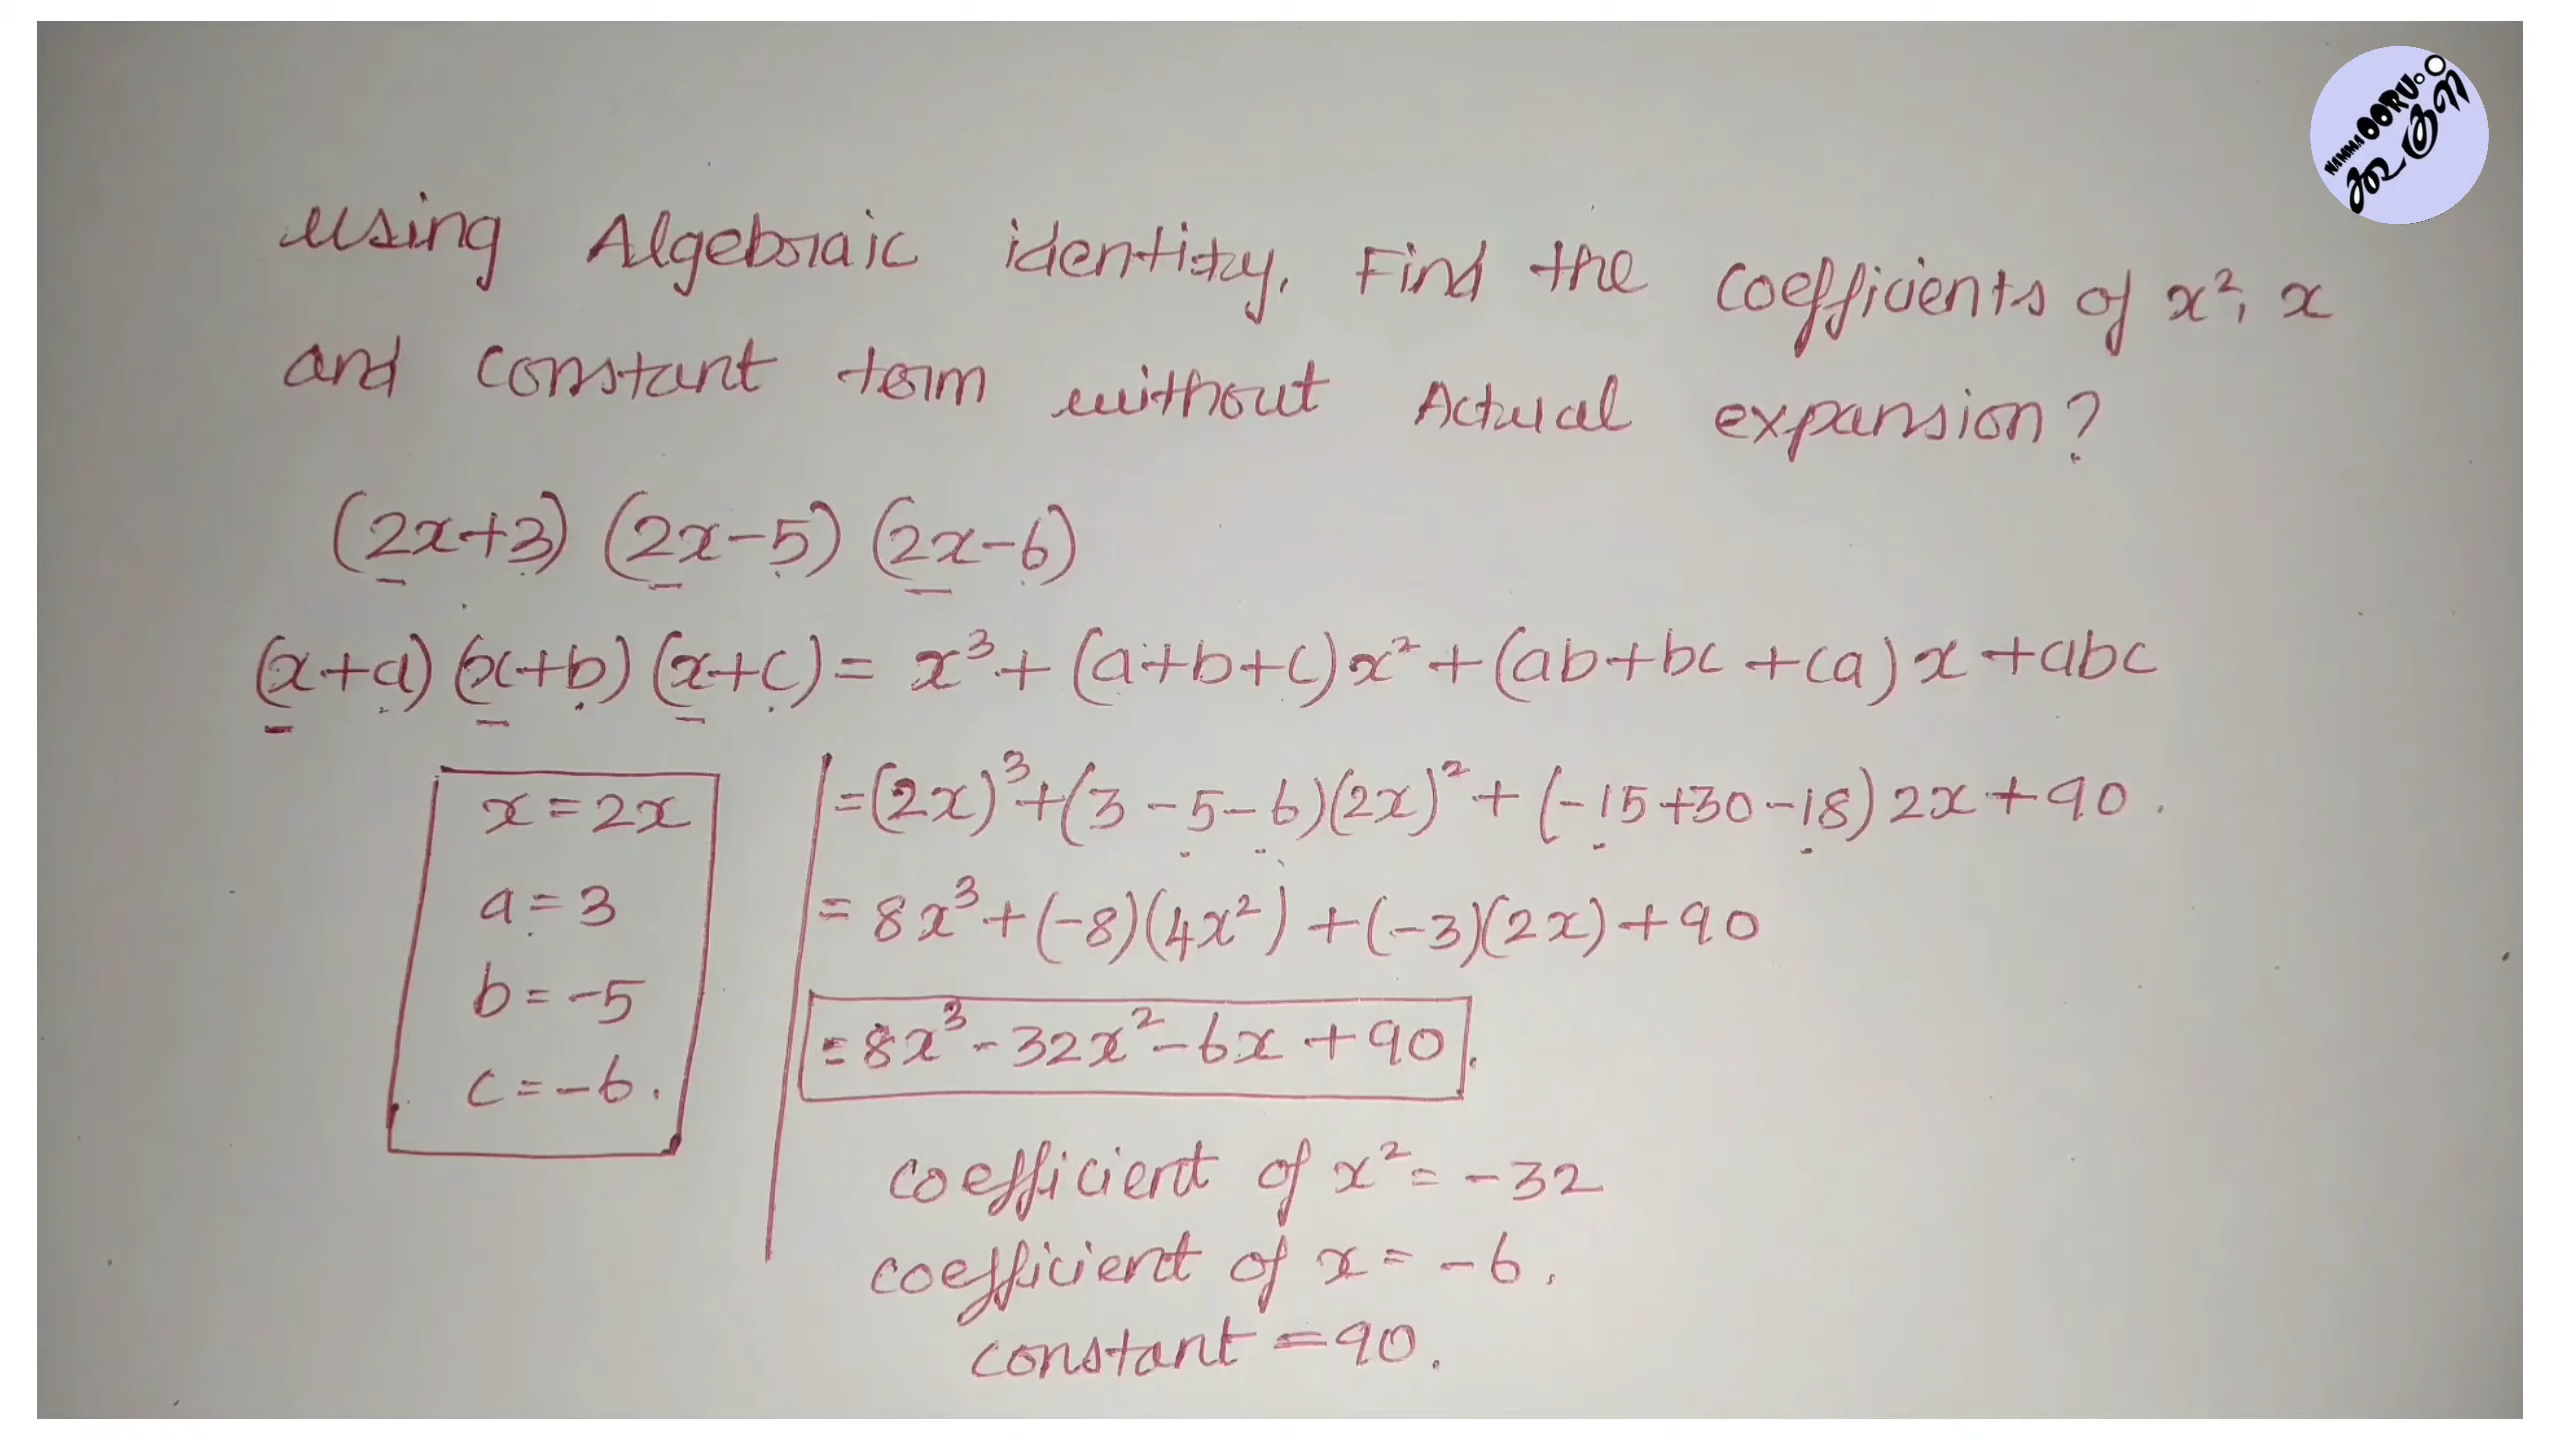 NAMMA OORU
using Algebraic identity, Find the coefficients of x², x
and constant term without Actual expansion?
(2x+3) (2x-5) (2x-6)
(x+a) (x+b) (x+c) = x³ + (a+b+c)x² + (ab+bc+ca)x + abc
x = 2x
a = 3
b = -5
c = -6.
= (2x)³ + (3-5-6)(2x)² + (-15+30-18) 2x + 90.
= 8x³ + (-8)(4x²) + (-3)(2x) + 90
= 8x³ - 32x² - 6x + 90.
coefficient of x² = -32
coefficient of x = -6.
constant = 90.